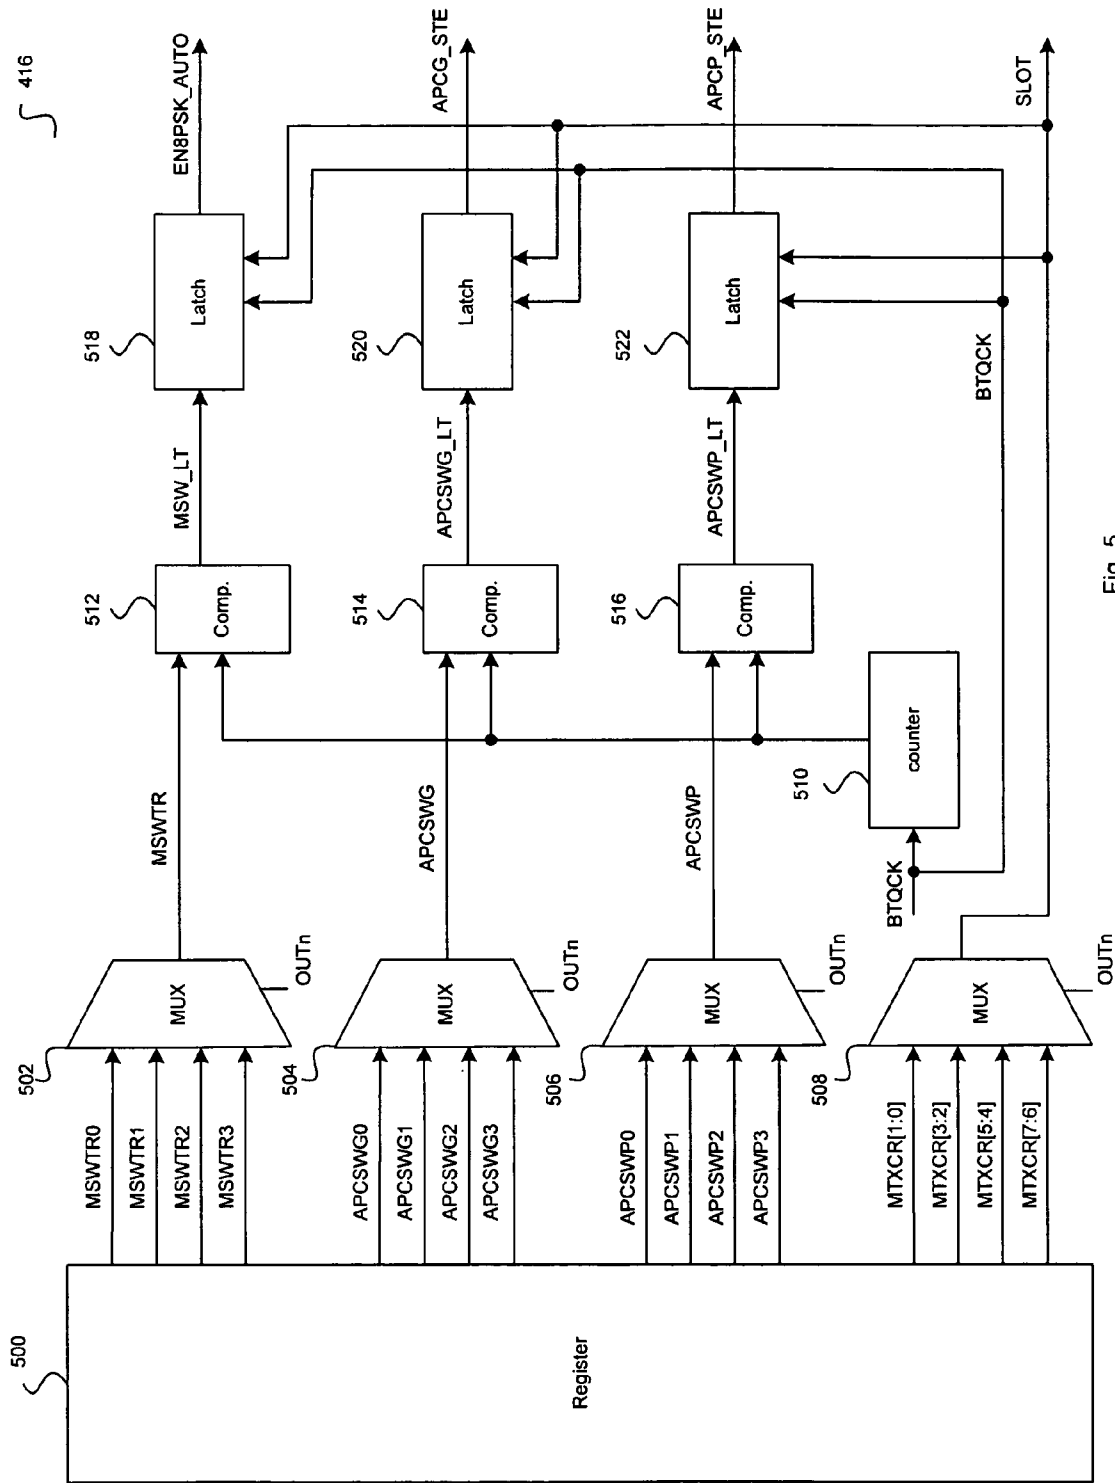 416
500
Register
MSWTR0
MSWTR1
MSWTR2
MSWTR3
502
MUX
OUTn
MSWTR
512
Comp.
MSW_LT
518
Latch
EN8PSK_AUTO
APCSWG0
APCSWG1
APCSWG2
APCSWG3
504
MUX
OUTn
APCSWG
514
Comp.
APCSWG_LT
520
Latch
APCG_STE
APCSWP0
APCSWP1
APCSWP2
APCSWP3
506
MUX
OUTn
APCSWP
516
Comp.
APCSWP_LT
522
Latch
APCP_STE
MTXCR[1:0]
MTXCR[3:2]
MTXCR[5:4]
MTXCR[7:6]
508
MUX
OUTn
BTQCK
510
counter
BTQCK
SLOT
Fig. 5